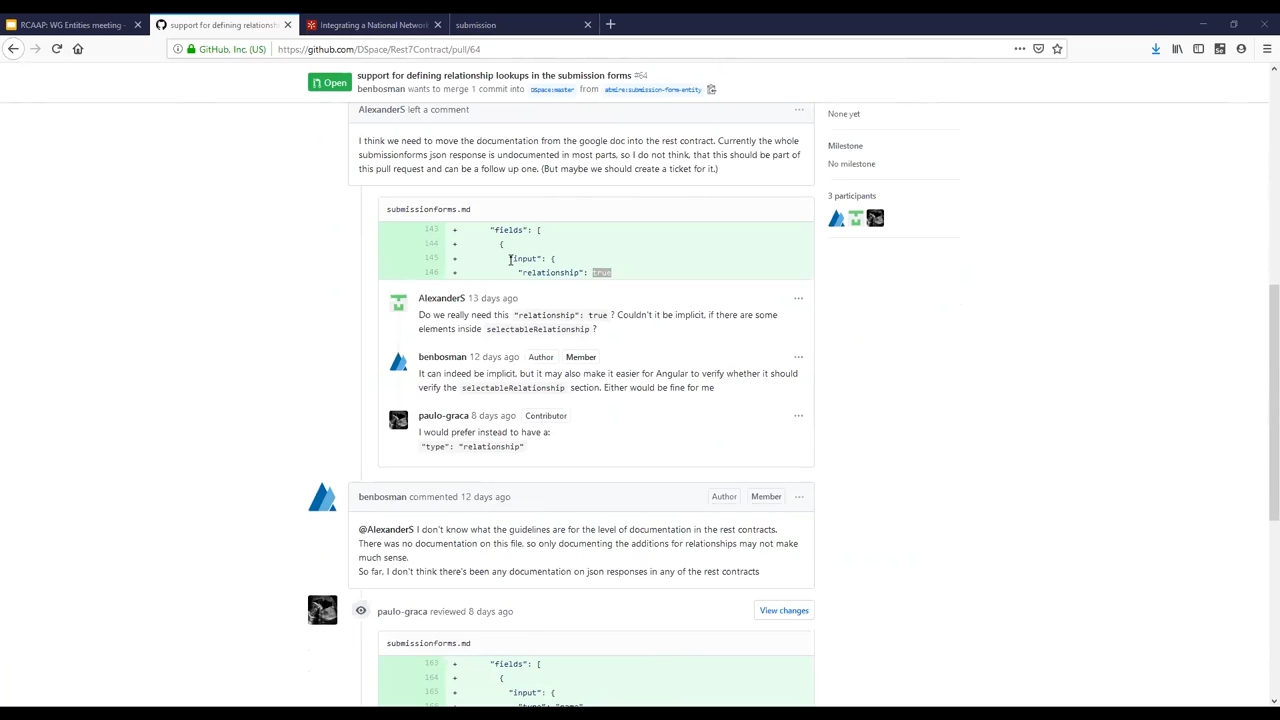 RCAAP: WG Entities meeting -
support for defining relationsh
Integrating a National Network
submission
GitHub, Inc. (US)
https://github.com/DSpace/Rest7Contract/pull/64
Open
support for defining relationship lookups in the submission forms #64
benbosman wants to merge 1 commit into DSpace:master from atmire:submission-form-entity
AlexanderS left a comment
I think we need to move the documentation from the google doc into the rest contract. Currently the whole
submissionforms json response is undocumented in most parts, so I do not think, that this should be part of
this pull request and can be a follow up one. (But maybe we should create a ticket for it.)
None yet
Milestone
No milestone
3 participants
submissionforms.md
143 + "fields": [
144 + {
145 + "input": {
146 + "relationship": true
AlexanderS 13 days ago
Do we really need this "relationship": true ? Couldn't it be implicit, if there are some
elements inside selectableRelationship ?
benbosman 12 days ago Author Member
It can indeed be implicit, but it may also make it easier for Angular to verify whether it should
verify the selectableRelationship section. Either would be fine for me
paulo-graca 8 days ago Contributor
I would prefer instead to have a:
"type": "relationship"
benbosman commented 12 days ago Author Member
@AlexanderS I don't know what the guidelines are for the level of documentation in the rest contracts.
There was no documentation on this file, so only documenting the additions for relationships may not make
much sense.
So far, I don't think there's been any documentation on json responses in any of the rest contracts
paulo-graca reviewed 8 days ago View changes
submissionforms.md
163 + "fields": [
164 + {
165 + "input": {